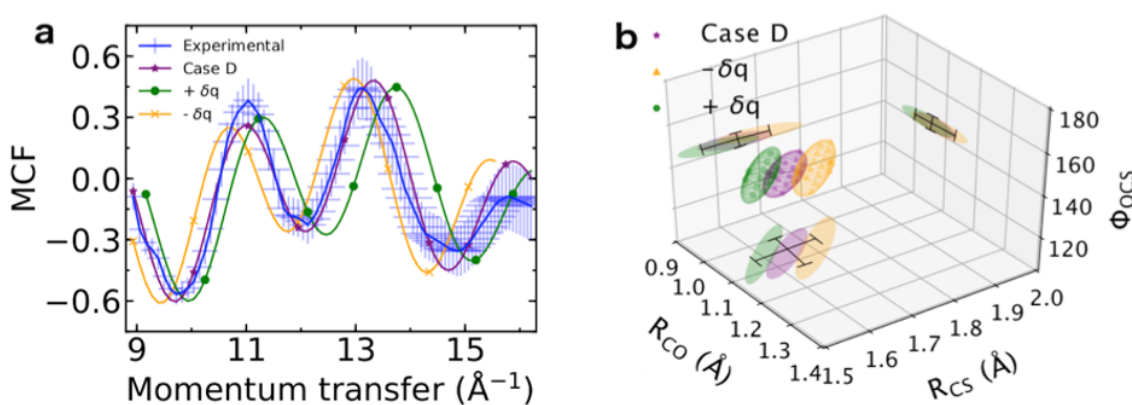 a
0.6
0.3
0.0
−0.3
−0.6
MCF
Experimental
Case D
+ δq
- δq
9
11
13
15
Momentum transfer (Å⁻¹)
b
Case D
−δq
+ δq
180
160
140
120
Φ_OCS
0.9
1.0
1.1
1.2
1.3
1.4
R_CO (Å)
1.5
1.6
1.7
1.8
1.9
2.0
R_CS (Å)